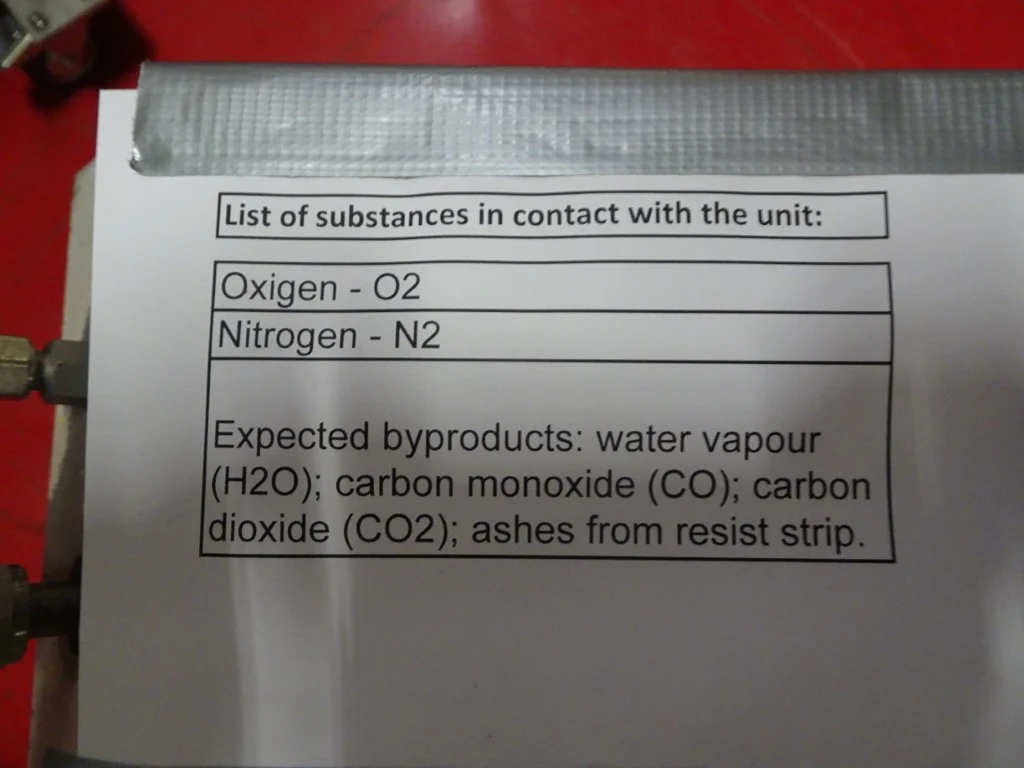 List of substances in contact with the unit:
Oxigen - O2
Nitrogen - N2
Expected byproducts: water vapour
(H2O); carbon monoxide (CO); carbon
dioxide (CO2); ashes from resist strip.